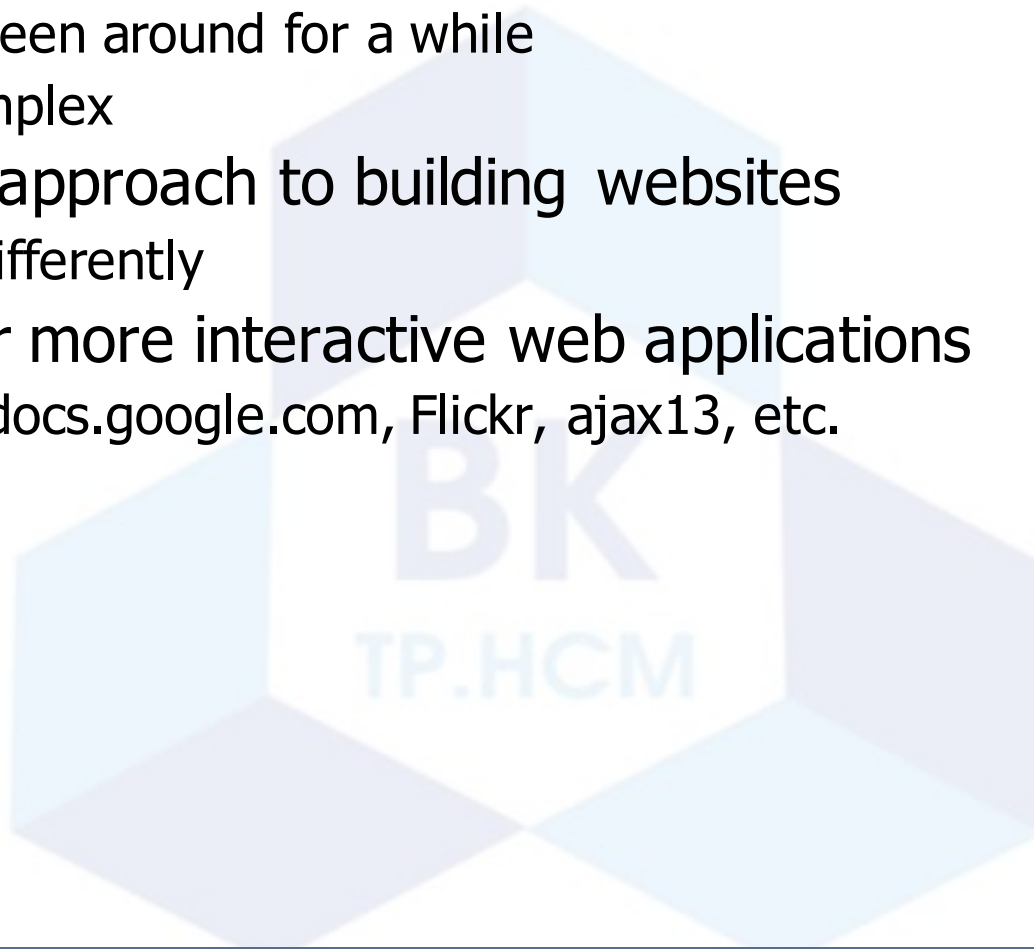 een around for a while
nplex
approach to building websites
ifferently
r more interactive web applications
docs.google.com, Flickr, ajax13, etc.
BK
TP.HCM